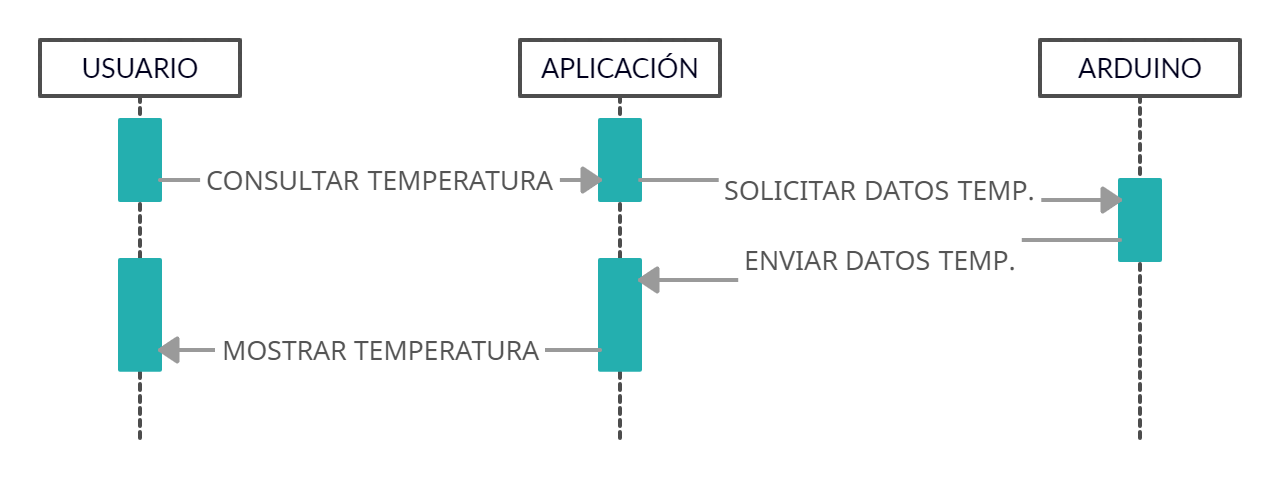 USUARIO
APLICACIÓN
ARDUINO
CONSULTAR TEMPERATURA
SOLICITAR DATOS TEMP.
ENVIAR DATOS TEMP.
MOSTRAR TEMPERATURA